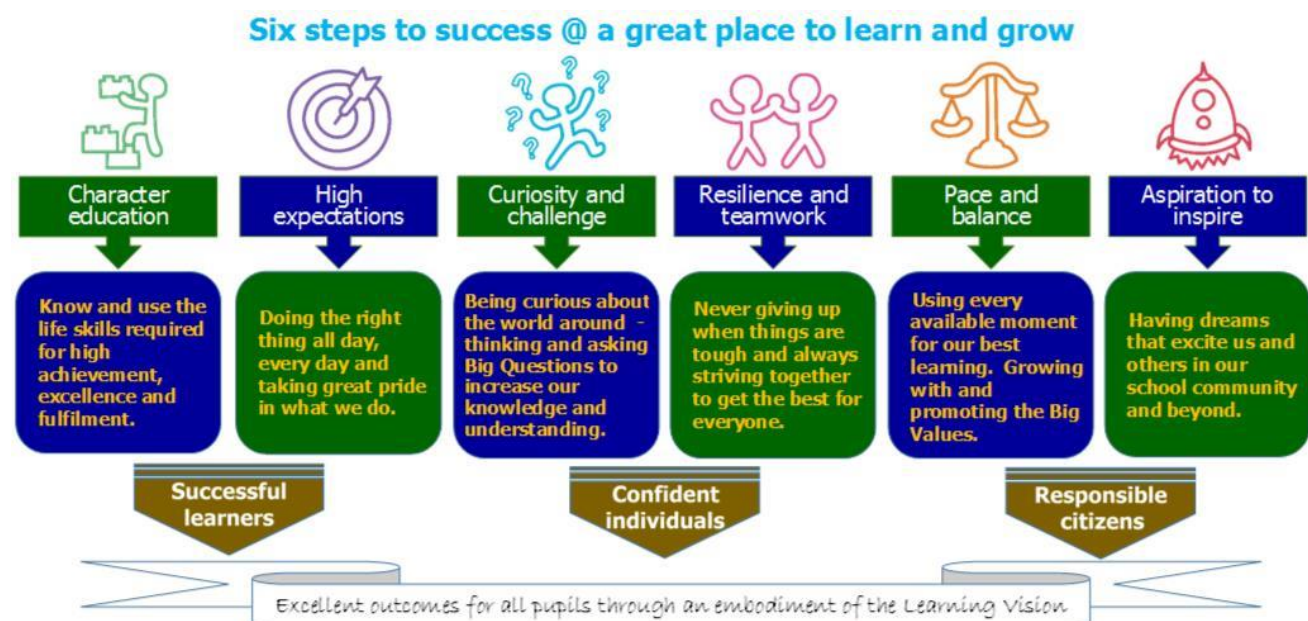 Six steps to success @ a great place to learn and grow
? ? ? ? ? ? ?
Character
education
High
expectations
Curiosity and
challenge
Resilience and
teamwork
Pace and
balance
Aspiration to
inspire
Know and use the
life skills required
for high
achievement,
excellence and
fulfilment.
Doing the right
thing all day,
every day and
taking great pride
in what we do.
Being curious about
the world around -
thinking and asking
Big Questions to
increase our
knowledge and
understanding.
Never giving up
when things are
tough and always
striving together
to get the best for
everyone.
Using every
available moment
for our best
learning. Growing
with and
promoting the Big
Values.
Having dreams
that excite us and
others in our
school community
and beyond.
Successful
learners
Confident
individuals
Responsible
citizens
Excellent outcomes for all pupils through an embodiment of the Learning Vision